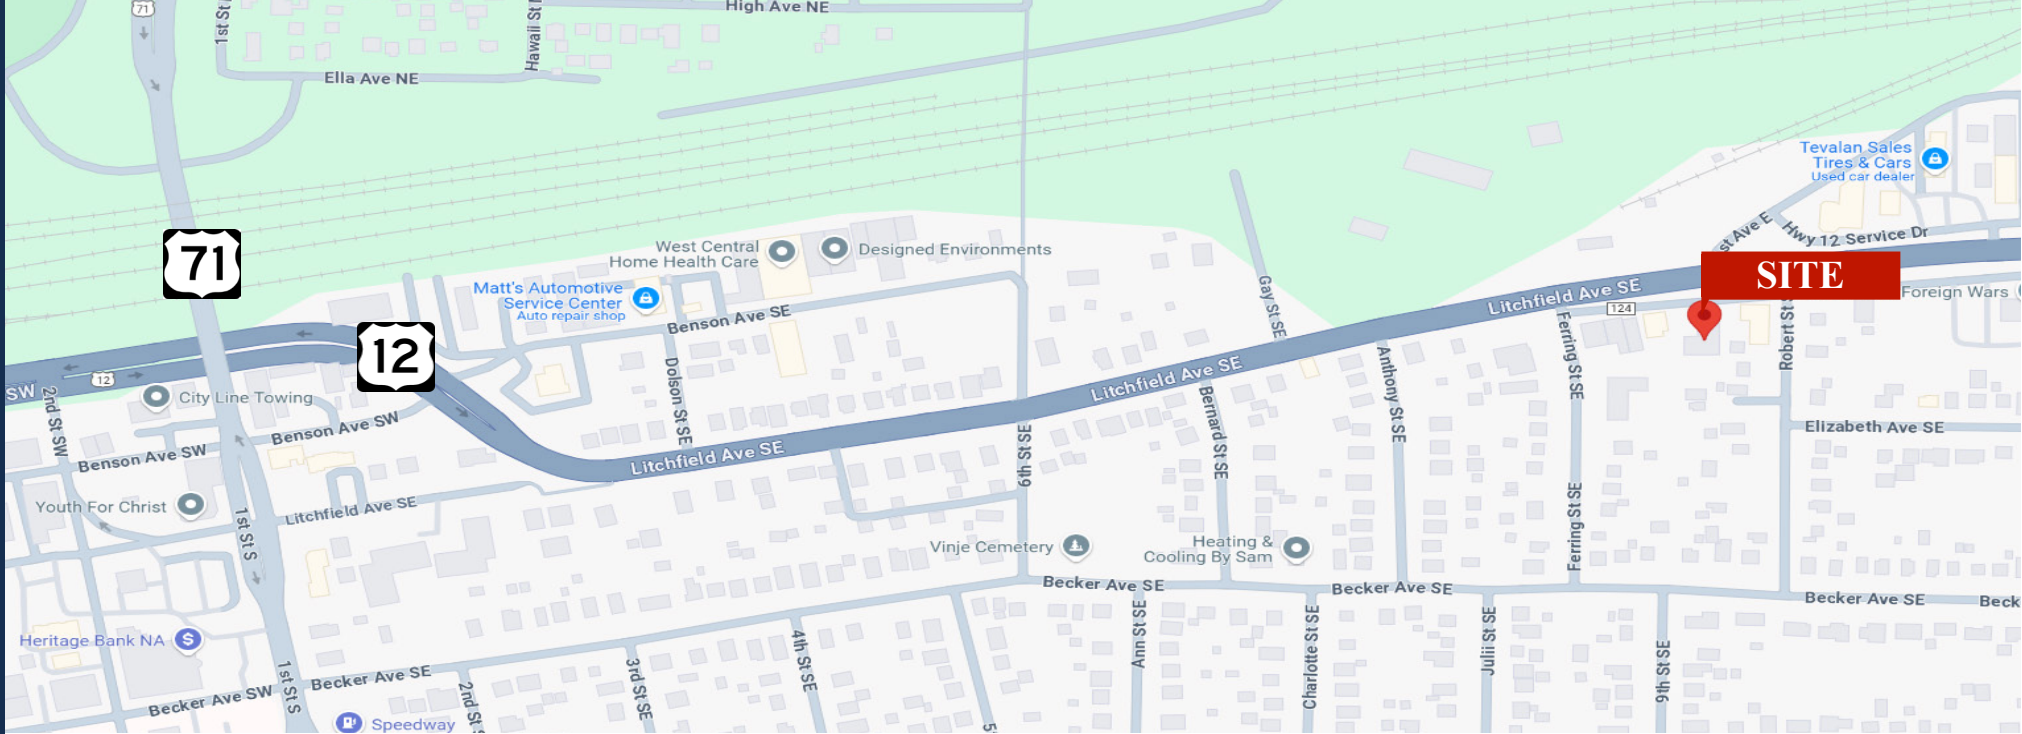 71
1st St
Hawaii St
High Ave NE
Ella Ave NE
71
12
SW
12
2nd St SW
City Line Towing
Benson Ave SW
Benson Ave SW
Youth For Christ
1st St S
Litchfield Ave SE
Heritage Bank NA
Becker Ave SW
1st St S
Becker Ave SE
2nd St S
Speedway
3rd St SE
4th St SE
West Central
Home Health Care
Designed Environments
Matt's Automotive
Service Center
Auto repair shop
Benson Ave SE
Dolson St SE
Litchfield Ave SE
6th St SE
Litchfield Ave SE
Bernard St SE
Gay St SE
Anthony St SE
Vinje Cemetery
Heating &
Cooling By Sam
Becker Ave SE
Becker Ave SE
Ann St SE
Charlotte St SE
Julii St SE
9th St SE
Litchfield Ave SE
124
Ferring St SE
Ferring St SE
Tevalan Sales
Tires & Cars
Used car dealer
st Ave E
Hwy 12 Service Dr
SITE
Foreign Wars
Robert St
Elizabeth Ave SE
Becker Ave SE
Beck
5